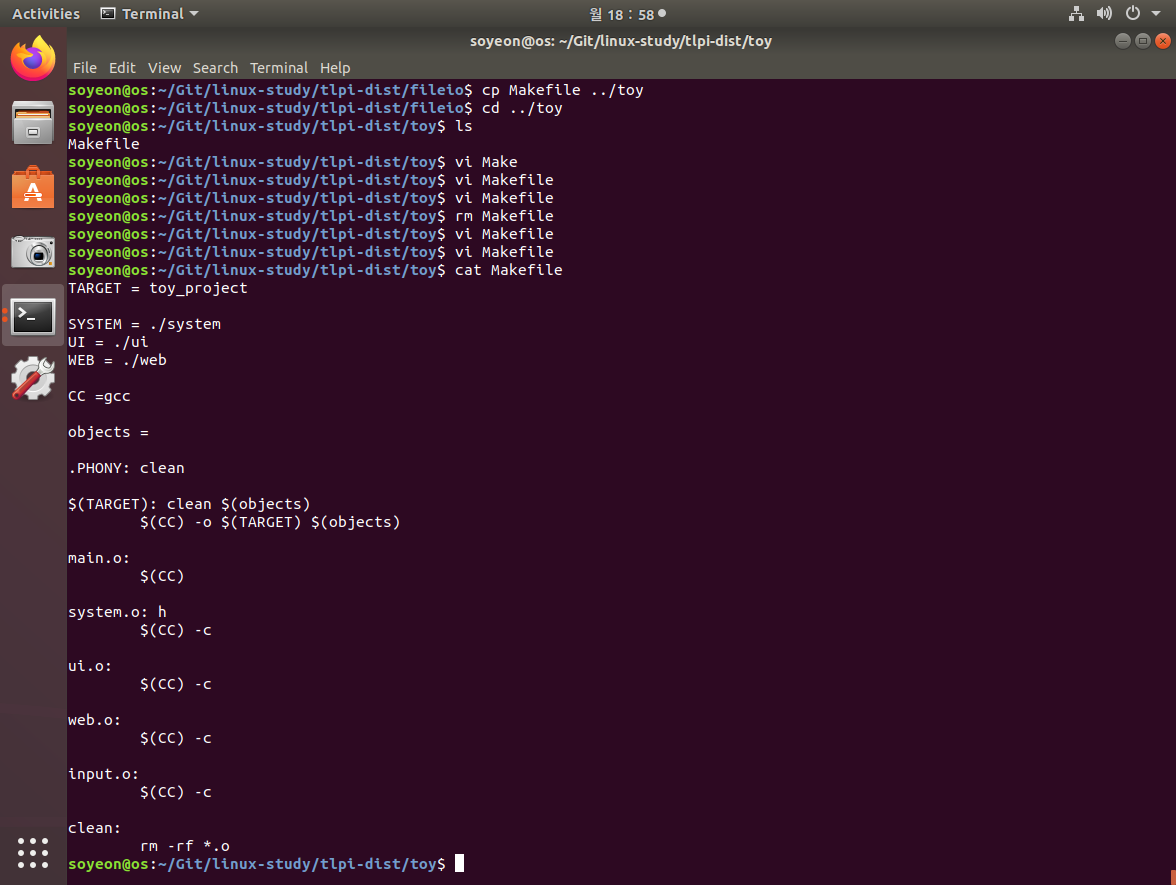 Activities Terminal 월 18 : 58
soyeon@os: ~/Git/linux-study/tlpi-dist/toy
File Edit View Search Terminal Help
soyeon@os:~/Git/linux-study/tlpi-dist/fileio$ cp Makefile ../toy
soyeon@os:~/Git/linux-study/tlpi-dist/fileio$ cd ../toy
soyeon@os:~/Git/linux-study/tlpi-dist/toy$ ls
Makefile
soyeon@os:~/Git/linux-study/tlpi-dist/toy$ vi Make
soyeon@os:~/Git/linux-study/tlpi-dist/toy$ vi Makefile
soyeon@os:~/Git/linux-study/tlpi-dist/toy$ vi Makefile
soyeon@os:~/Git/linux-study/tlpi-dist/toy$ rm Makefile
soyeon@os:~/Git/linux-study/tlpi-dist/toy$ vi Makefile
soyeon@os:~/Git/linux-study/tlpi-dist/toy$ vi Makefile
soyeon@os:~/Git/linux-study/tlpi-dist/toy$ cat Makefile
TARGET = toy_project
SYSTEM = ./system
UI = ./ui
WEB = ./web
CC =gcc
objects =
.PHONY: clean
$(TARGET): clean $(objects)
$(CC) -o $(TARGET) $(objects)
main.o:
$(CC)
system.o: h
$(CC) -c
ui.o:
$(CC) -c
web.o:
$(CC) -c
input.o:
$(CC) -c
clean:
rm -rf *.o
soyeon@os:~/Git/linux-study/tlpi-dist/toy$